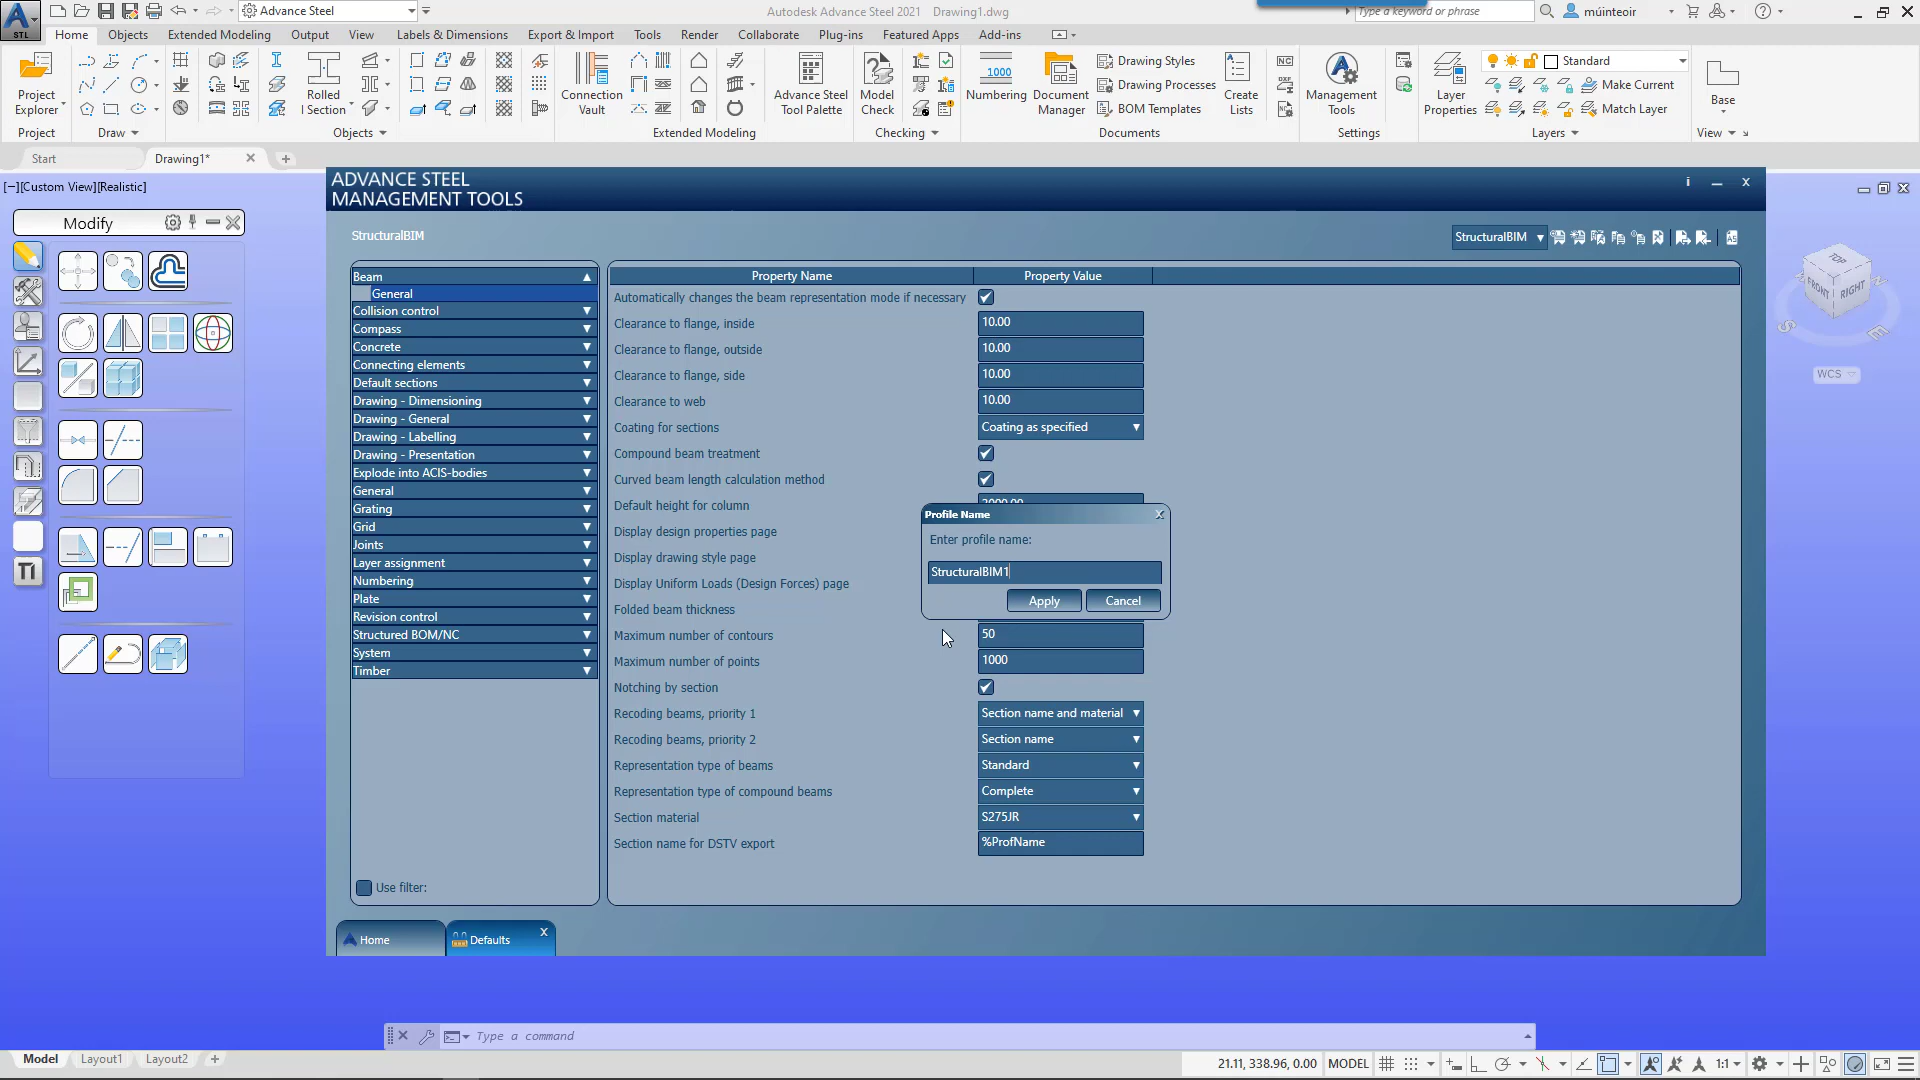 STL
Advance Steel
Autodesk Advance Steel 2021 Drawing1.dwg
Type a keyword or phrase
múinteoir
Home Objects Extended Modeling Output View Labels & Dimensions Export & Import Tools Render Collaborate Plug-ins Featured Apps Add-ins
Project Explorer
Rolled I Section
Connection Vault
Advance Steel Tool Palette
Model Check
1000
Numbering
Document Manager
Drawing Styles
Drawing Processes
BOM Templates
Create Lists
NC
DXF
NC
Management Tools
Layer Properties
Standard
Make Current
Match Layer
Base
Project Draw Objects Extended Modeling Checking Documents Settings Layers View
Start Drawing1*
[−][Custom View][Realistic]
ADVANCE STEEL
MANAGEMENT TOOLS
i _ x
Modify
StructuralBIM
StructuralBIM
Beam
General
Collision control
Compass
Concrete
Connecting elements
Default sections
Drawing - Dimensioning
Drawing - General
Drawing - Labelling
Drawing - Presentation
Explode into ACIS-bodies
General
Grating
Grid
Joints
Layer assignment
Numbering
Plate
Revision control
Structured BOM/NC
System
Timber
Use filter:
Property Name Property Value
Automatically changes the beam representation mode if necessary
Clearance to flange, inside 10.00
Clearance to flange, outside 10.00
Clearance to flange, side 10.00
Clearance to web 10.00
Coating for sections Coating as specified
Compound beam treatment
Curved beam length calculation method
Default height for column 3000.00
Display design properties page
Display drawing style page
Display Uniform Loads (Design Forces) page
Folded beam thickness
Maximum number of contours 50
Maximum number of points 1000
Notching by section
Recoding beams, priority 1 Section name and material
Recoding beams, priority 2 Section name
Representation type of beams Standard
Representation type of compound beams Complete
Section material S275JR
Section name for DSTV export %ProfName
Profile Name x
Enter profile name:
StructuralBIM1
Apply Cancel
Home Defaults x
TOP
FRONT RIGHT
S E
WCS
TI
Type a command
Model Layout1 Layout2 +
21.11, 338.96, 0.00 MODEL 1:1